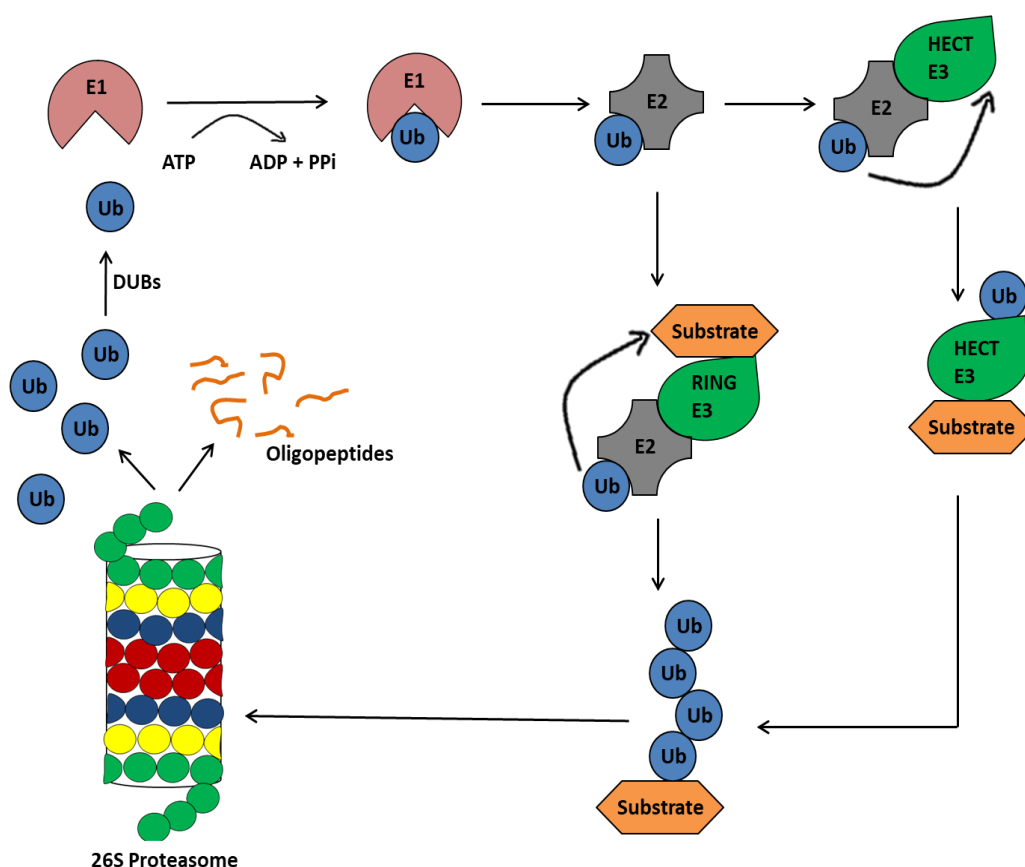 E1
ATP
ADP + PPi
E1
Ub
E2
Ub
HECT
E3
E2
Ub
Ub
DUBs
Ub
Ub
Ub
Ub
Oligopeptides
Substrate
RING
E3
E2
Ub
Ub
HECT
E3
Substrate
Ub
Ub
Ub
Ub
Substrate
26S Proteasome